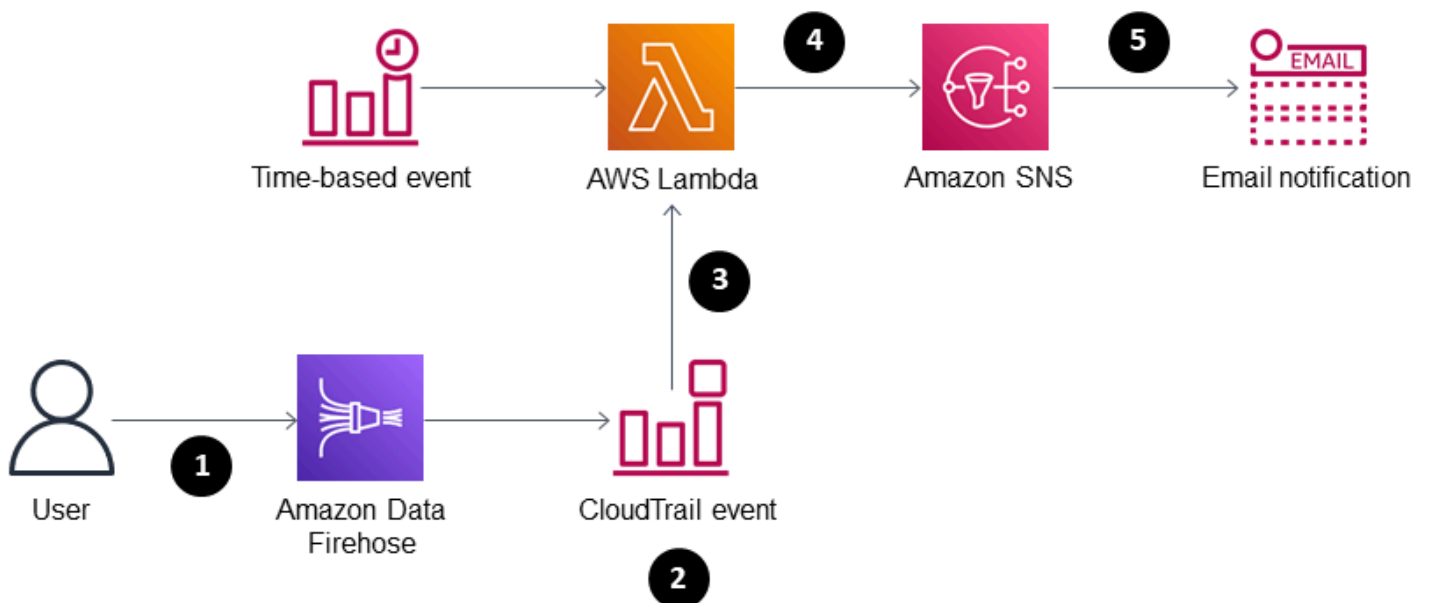 4
5
EMAIL
Time-based event
AWS Lambda
Amazon SNS
Email notification
3
1
User
Amazon Data
Firehose
CloudTrail event
2